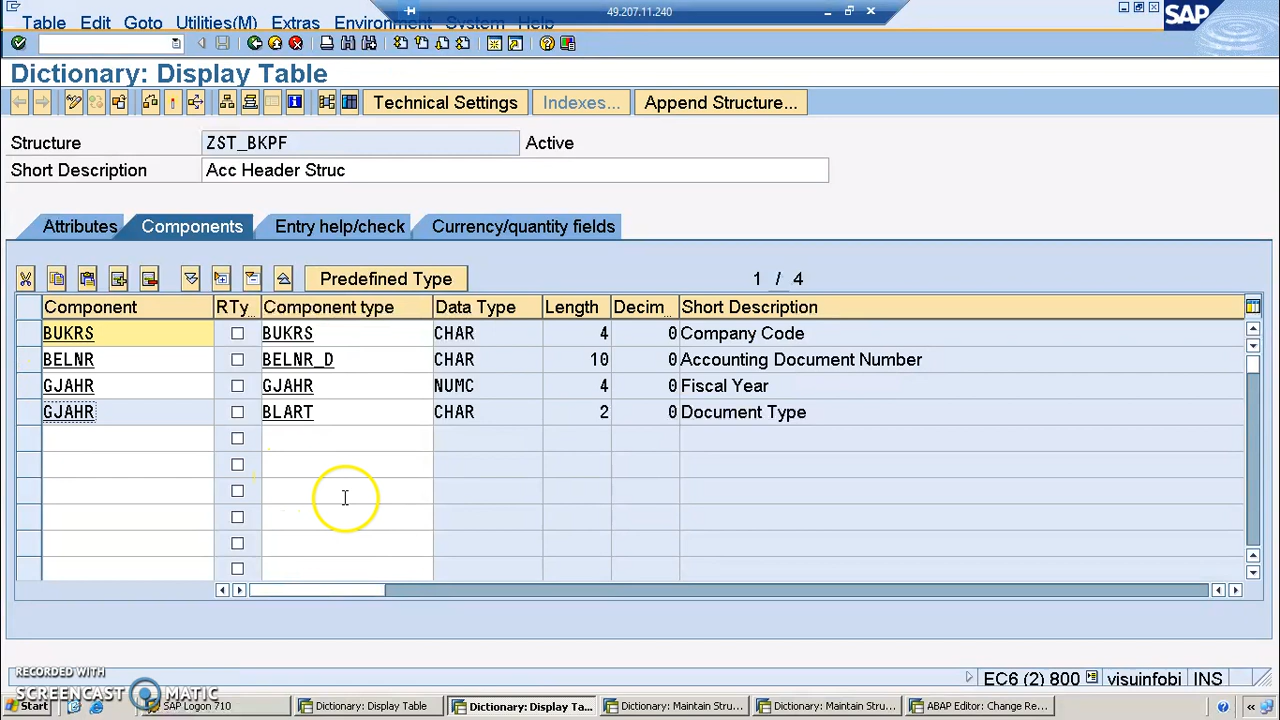 49.207.11.240
Table Edit Goto Utilities(M) Extras Environment System Help
SAP
Dictionary: Display Table
Technical Settings Indexes... Append Structure...
Structure ZST_BKPF Active
Short Description Acc Header Struc
Attributes Components Entry help/check Currency/quantity fields
Predefined Type 1 / 4
Component RTy... Component type Data Type Length Decim... Short Description
BUKRS BUKRS CHAR 4 0 Company Code
BELNR BELNR_D CHAR 10 0 Accounting Document Number
GJAHR GJAHR NUMC 4 0 Fiscal Year
GJAHR BLART CHAR 2 0 Document Type
RECORDED WITH
SCREENCAST MATIC
EC6 (2) 800 visuinfobi INS
Start SAP Logon 710 Dictionary: Display Table Dictionary: Display Ta... Dictionary: Maintain Struc... Dictionary: Maintain Struc... ABAP Editor: Change Re...